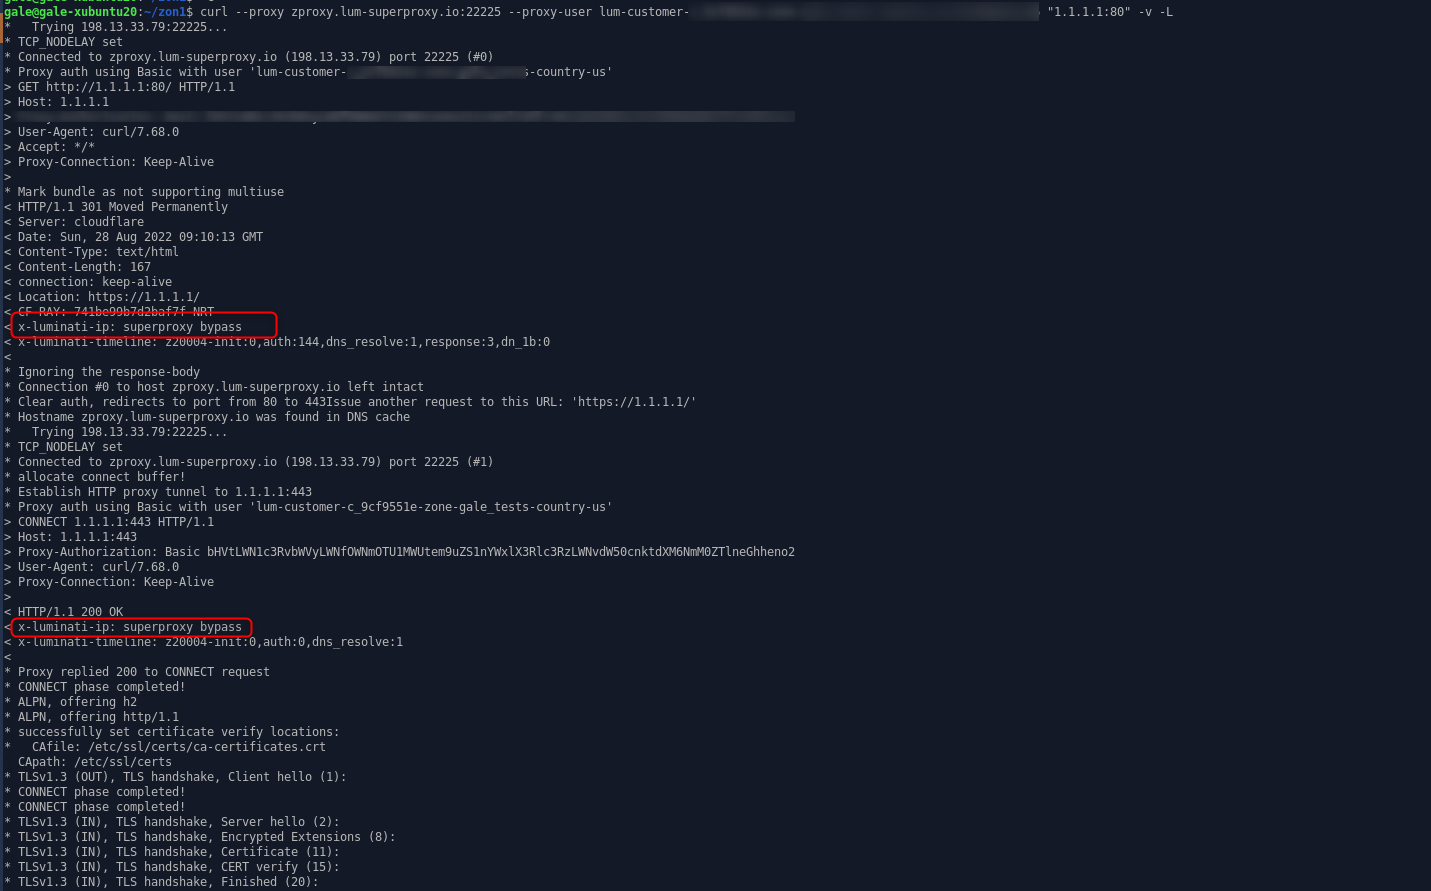 gale@gale-xubuntu20:~/zon1$
gale@gale-xubuntu20:~/zon1$ curl --proxy zproxy.lum-superproxy.io:22225 --proxy-user lum-customer- "1.1.1.1:80" -v -L
*   Trying 198.13.33.79:22225...
* TCP_NODELAY set
* Connected to zproxy.lum-superproxy.io (198.13.33.79) port 22225 (#0)
* Proxy auth using Basic with user 'lum-customer- s-country-us'
> GET http://1.1.1.1:80/ HTTP/1.1
> Host: 1.1.1.1
>
> User-Agent: curl/7.68.0
> Accept: */*
> Proxy-Connection: Keep-Alive
>
* Mark bundle as not supporting multiuse
< HTTP/1.1 301 Moved Permanently
< Server: cloudflare
< Date: Sun, 28 Aug 2022 09:10:13 GMT
< Content-Type: text/html
< Content-Length: 167
< connection: keep-alive
< Location: https://1.1.1.1/
< CF-RAY: 741be99b7d2baf7f-NRT
< x-luminati-ip: superproxy bypass
< x-luminati-timeline: z20004-init:0,auth:144,dns_resolve:1,response:3,dn_1b:0
<
* Ignoring the response-body
* Connection #0 to host zproxy.lum-superproxy.io left intact
* Clear auth, redirects to port from 80 to 443Issue another request to this URL: 'https://1.1.1.1/'
* Hostname zproxy.lum-superproxy.io was found in DNS cache
*   Trying 198.13.33.79:22225...
* TCP_NODELAY set
* Connected to zproxy.lum-superproxy.io (198.13.33.79) port 22225 (#1)
* allocate connect buffer!
* Establish HTTP proxy tunnel to 1.1.1.1:443
* Proxy auth using Basic with user 'lum-customer-c_9cf9551e-zone-gale_tests-country-us'
> CONNECT 1.1.1.1:443 HTTP/1.1
> Host: 1.1.1.1:443
> Proxy-Authorization: Basic bHVtLWN1c3RvbWVyLWNfOWNmOTU1MWUtem9uZS1nYWxlX3Rlc3RzLWNvdW50cnktdXM6NmM0ZTlneGhheno2
> User-Agent: curl/7.68.0
> Proxy-Connection: Keep-Alive
>
< HTTP/1.1 200 OK
< x-luminati-ip: superproxy bypass
< x-luminati-timeline: z20004-init:0,auth:0,dns_resolve:1
<
* Proxy replied 200 to CONNECT request
* CONNECT phase completed!
* ALPN, offering h2
* ALPN, offering http/1.1
* successfully set certificate verify locations:
*   CAfile: /etc/ssl/certs/ca-certificates.crt
  CApath: /etc/ssl/certs
* TLSv1.3 (OUT), TLS handshake, Client hello (1):
* CONNECT phase completed!
* CONNECT phase completed!
* TLSv1.3 (IN), TLS handshake, Server hello (2):
* TLSv1.3 (IN), TLS handshake, Encrypted Extensions (8):
* TLSv1.3 (IN), TLS handshake, Certificate (11):
* TLSv1.3 (IN), TLS handshake, CERT verify (15):
* TLSv1.3 (IN), TLS handshake, Finished (20):